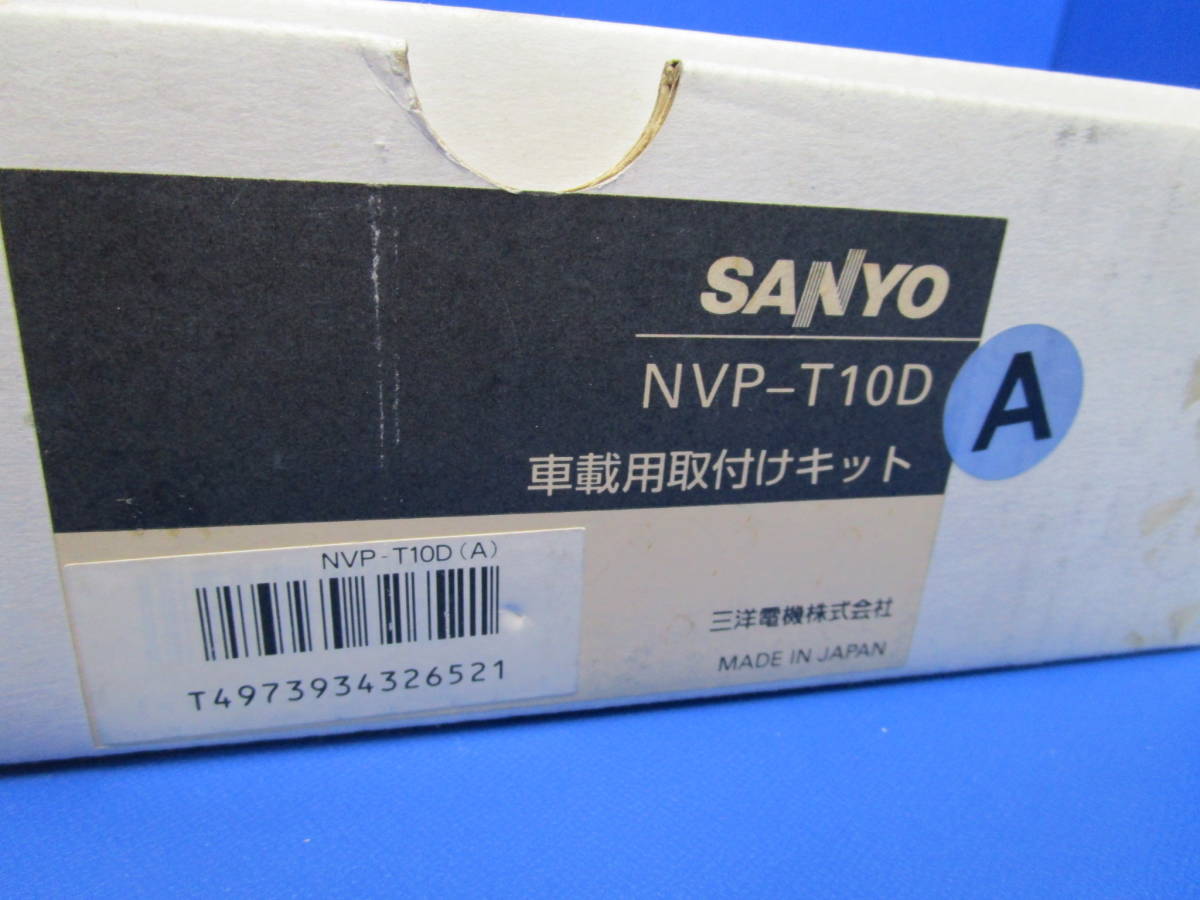 SANYO
NVP-T10D
A
車載用取付けキット
NVP-T10D(A)
T4973934326521
三洋電機株式会社
MADE IN JAPAN